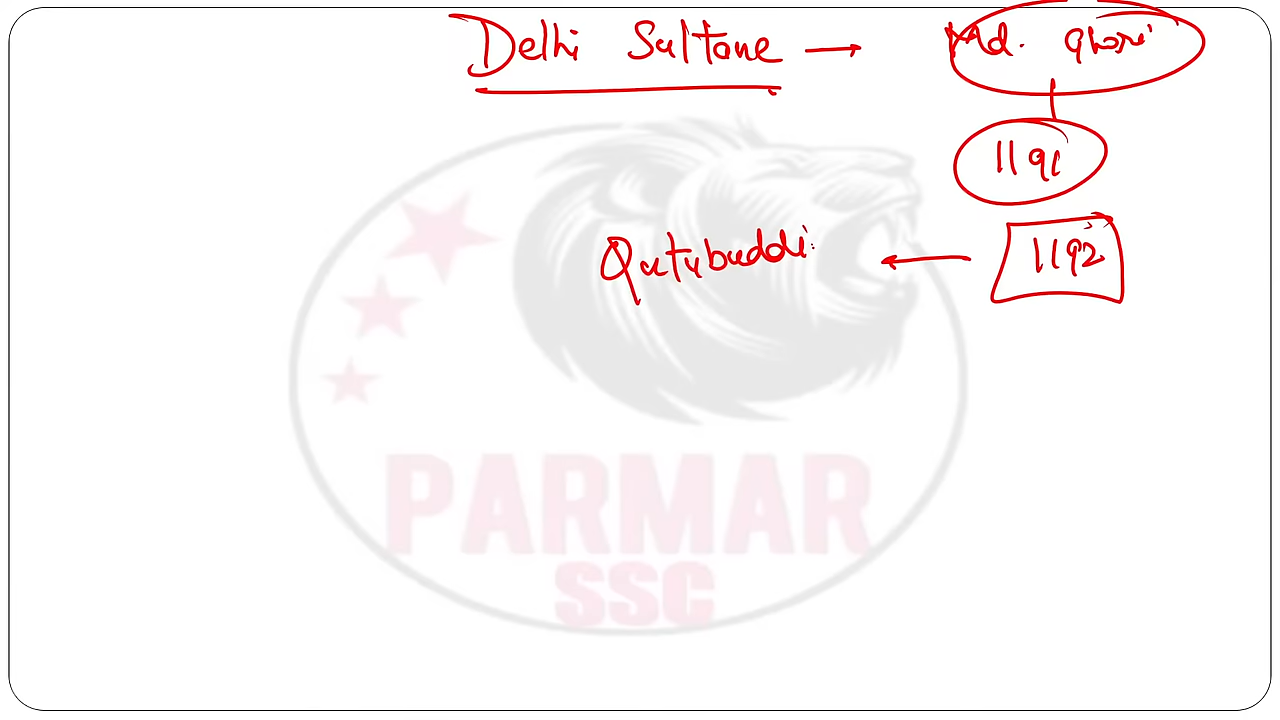 Delhi Sultane → Md. Ghori
1191
Qutubuddi ← 1192
PARMAR
SSC